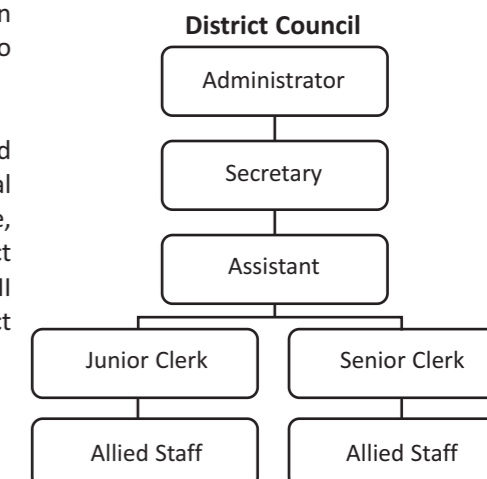 District Council
Administrator
Secretary
Assistant
Junior Clerk
Senior Clerk
Allied Staff
Allied Staff